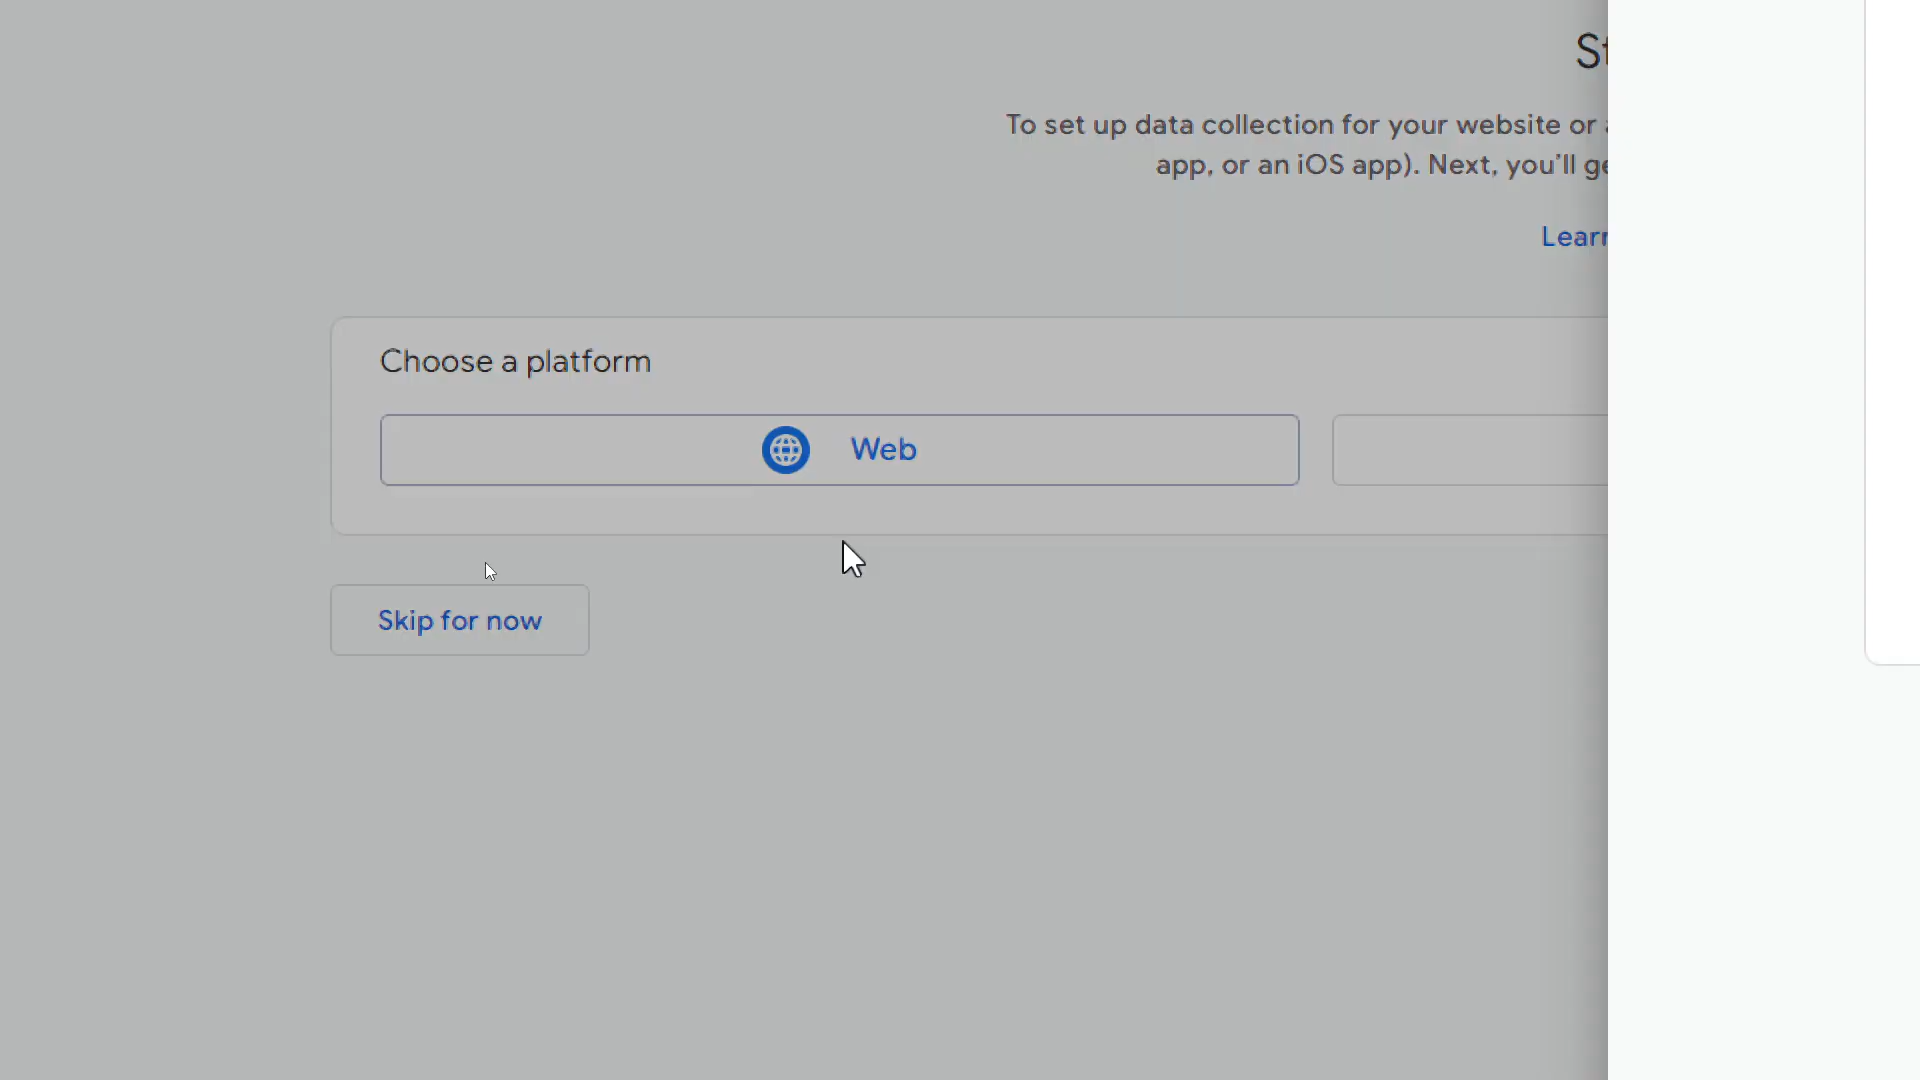 To set up data collection for your website or
app, or an iOS app). Next, you'll
Choose a platform
Web
Skip for now